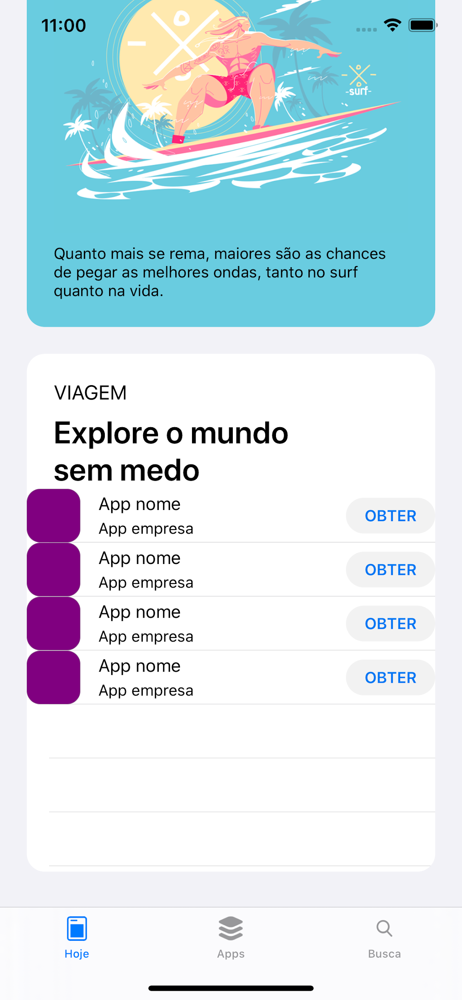 11:00
-surf-
Quanto mais se rema, maiores são as chances
de pegar as melhores ondas, tanto no surf
quanto na vida.
VIAGEM
Explore o mundo
sem medo
App nome
App empresa
OBTER
App nome
App empresa
OBTER
App nome
App empresa
OBTER
App nome
App empresa
OBTER
Hoje
Apps
Busca